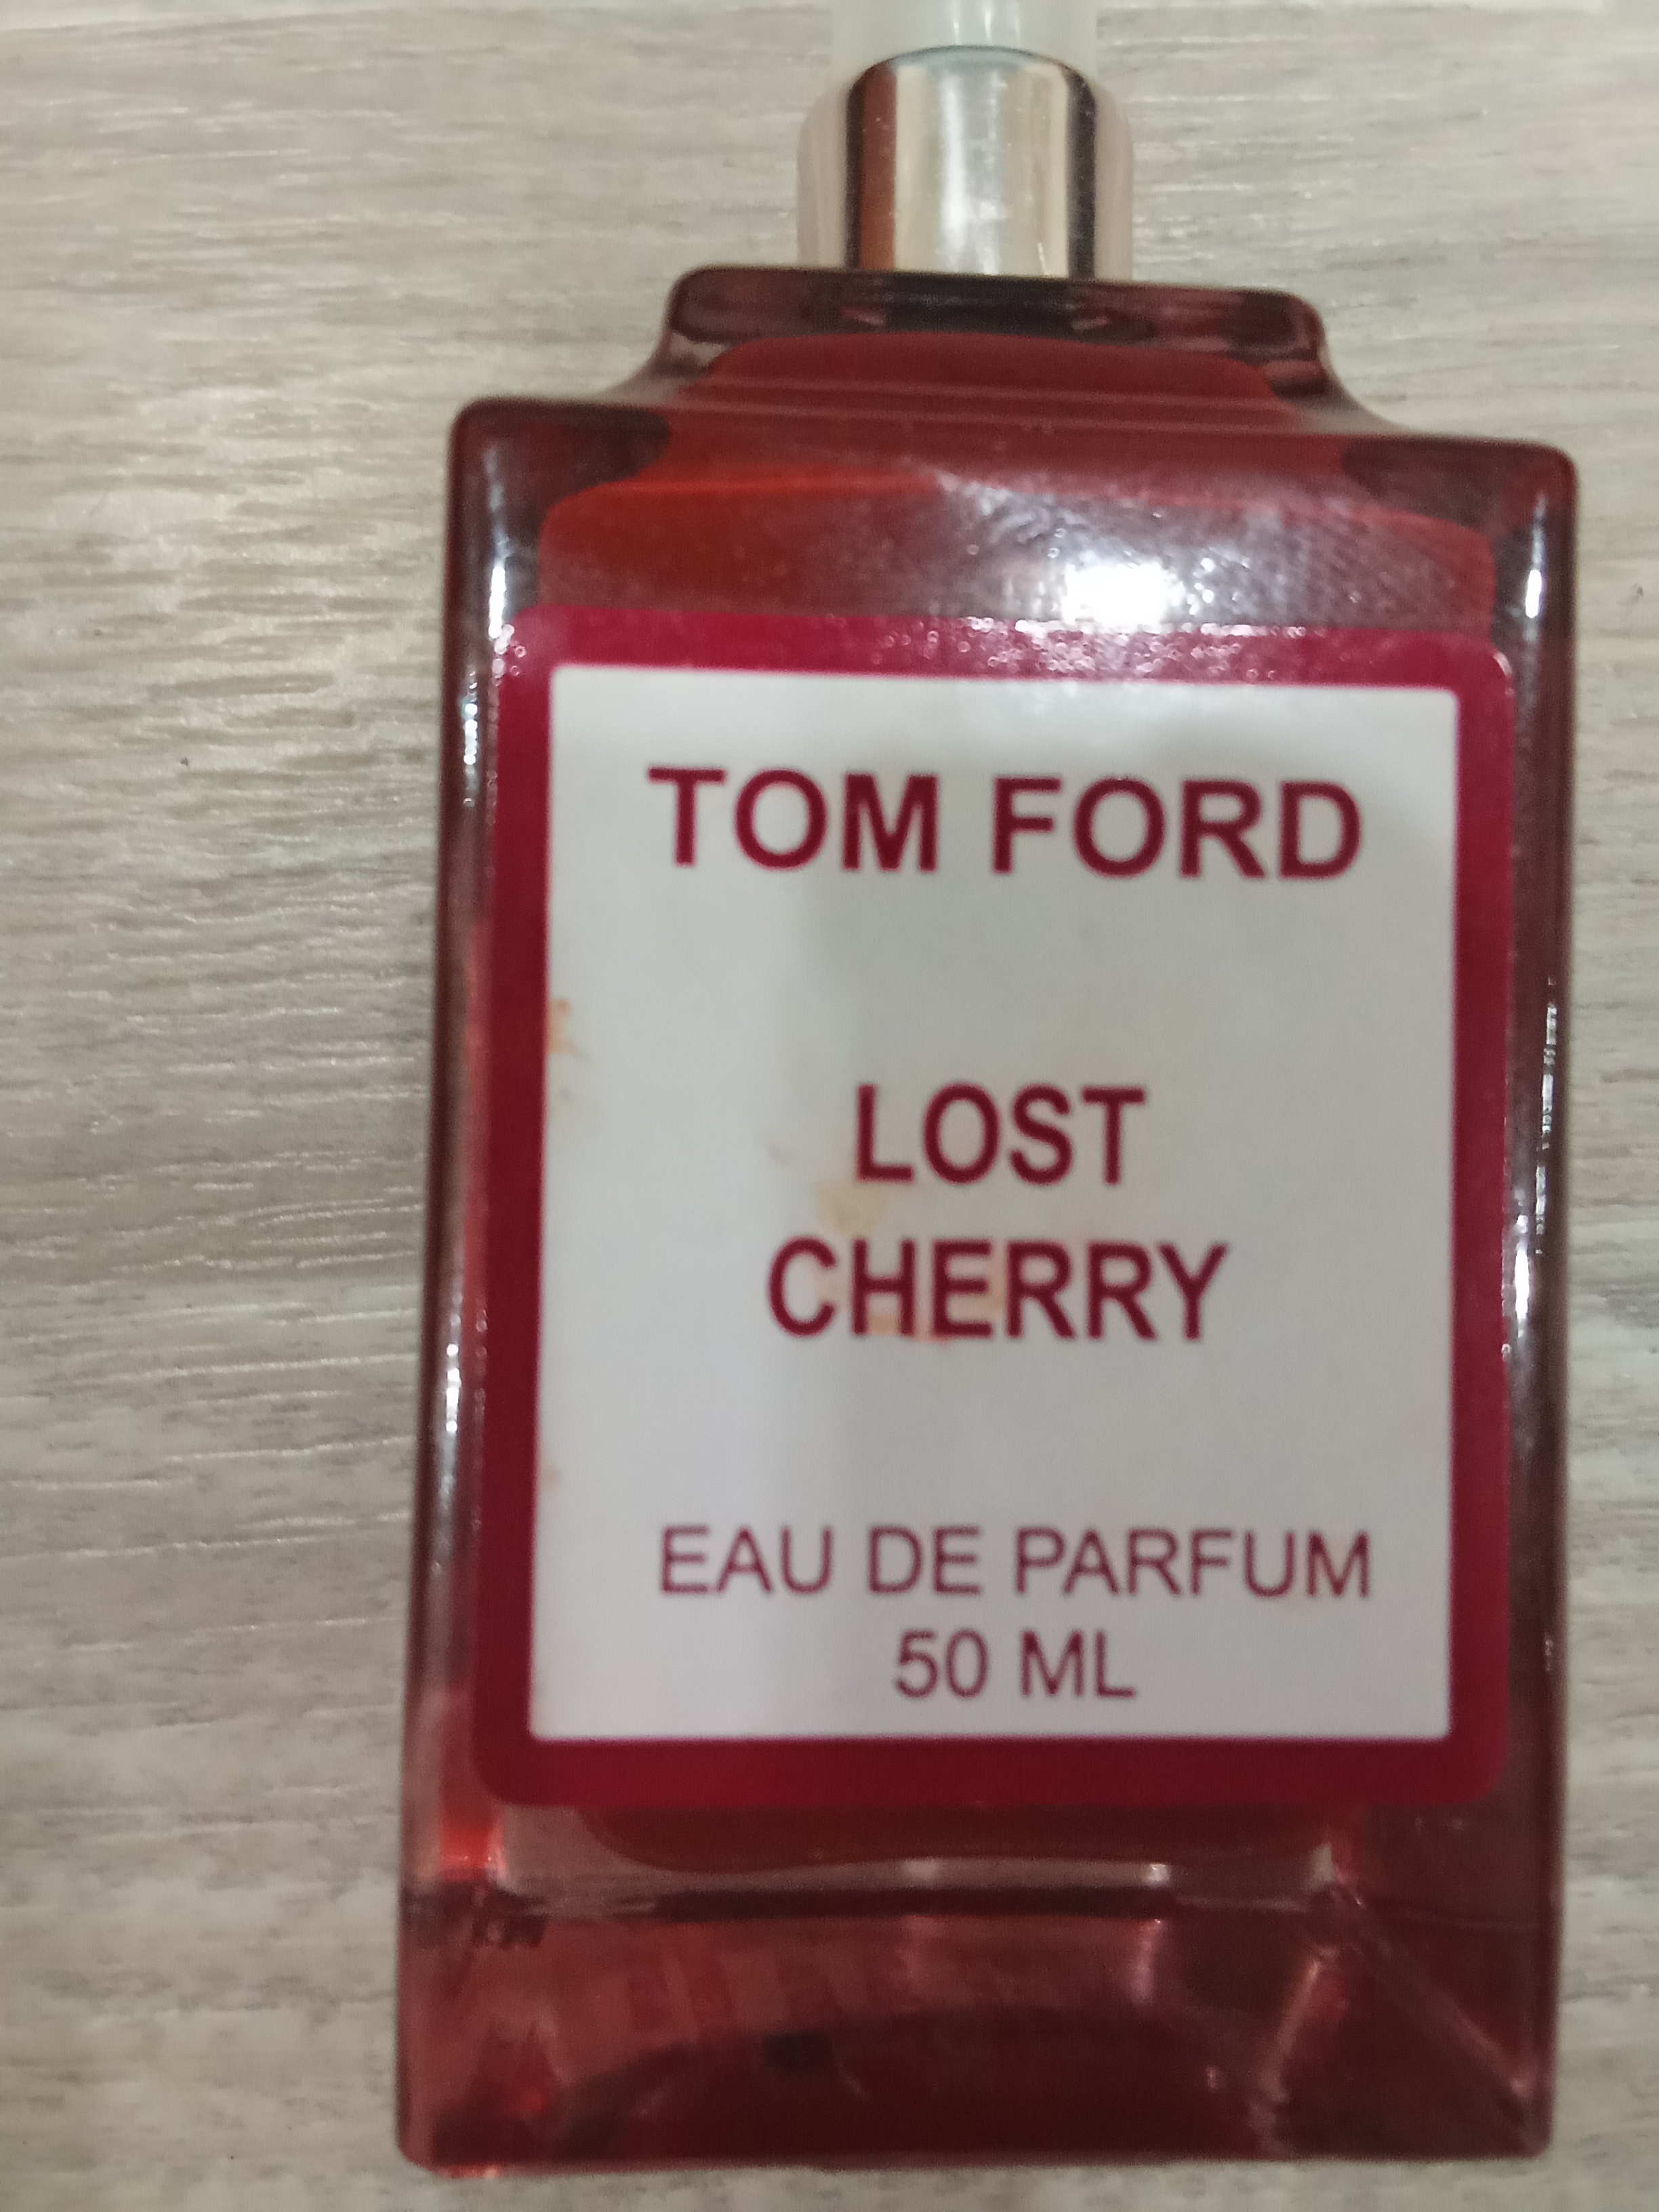 TOM FORD
LOST
CHERRY
EAU DE PARFUM
50 ML